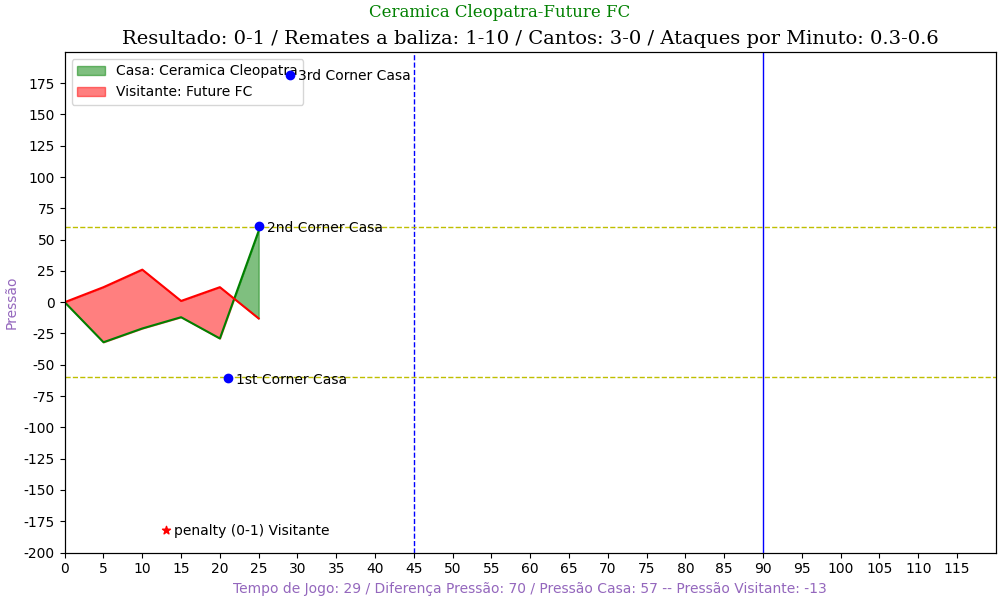 Ceramica Cleopatra-Future FC
Resultado: 0-1 / Remates a baliza: 1-10 / Cantos: 3-0 / Ataques por Minuto: 0.3-0.6
Casa: Ceramica Cleopatra
3rd Corner Casa
Visitante: Future FC
175
150
125
100
75
50
25
0
-25
-50
-75
-100
-125
-150
-175
-200
Pressão
2nd Corner Casa
1st Corner Casa
penalty (0-1) Visitante
0 5 10 15 20 25 30 35 40 45 50 55 60 65 70 75 80 85 90 95 100 105 110 115
Tempo de Jogo: 29 / Diferença Pressão: 70 / Pressão Casa: 57 -- Pressão Visitante: -13